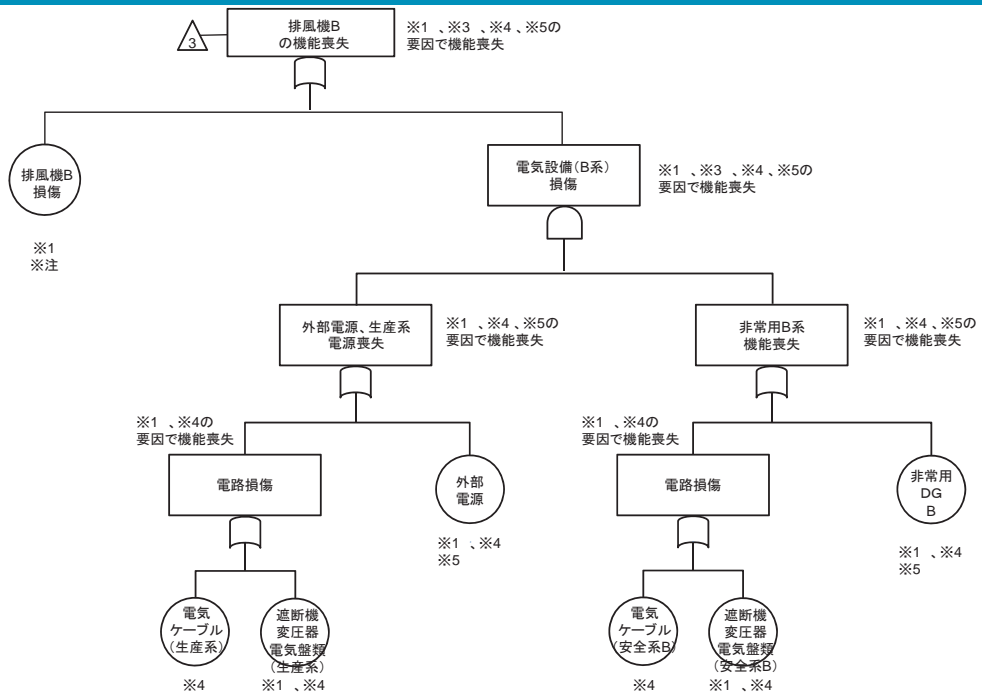 3
排風機B
の機能喪失
※1 、※3 、※4 、※5の
要因で機能喪失
排風機B
損傷
※1
※注
電気設備(B系)
損傷
※1 、※3 、※4 、※5の
要因で機能喪失
外部電源、生産系
電源喪失
※1 、※4 、※5の
要因で機能喪失
非常用B系
機能喪失
※1 、※4 、※5の
要因で機能喪失
※1 、※4の
要因で機能喪失
電路損傷
外部
電源
※1 、※4
※5
※1 、※4の
要因で機能喪失
電路損傷
非常用
DG
B
※1 、※4
※5
電気
ケーブル
(生産系)
※4
遮断機
変圧器
電気盤類
(生産系)
※1 、※4
電気
ケーブル
(安全系B)
※4
遮断機
変圧器
電気盤類
(安全系B)
※1 、※4